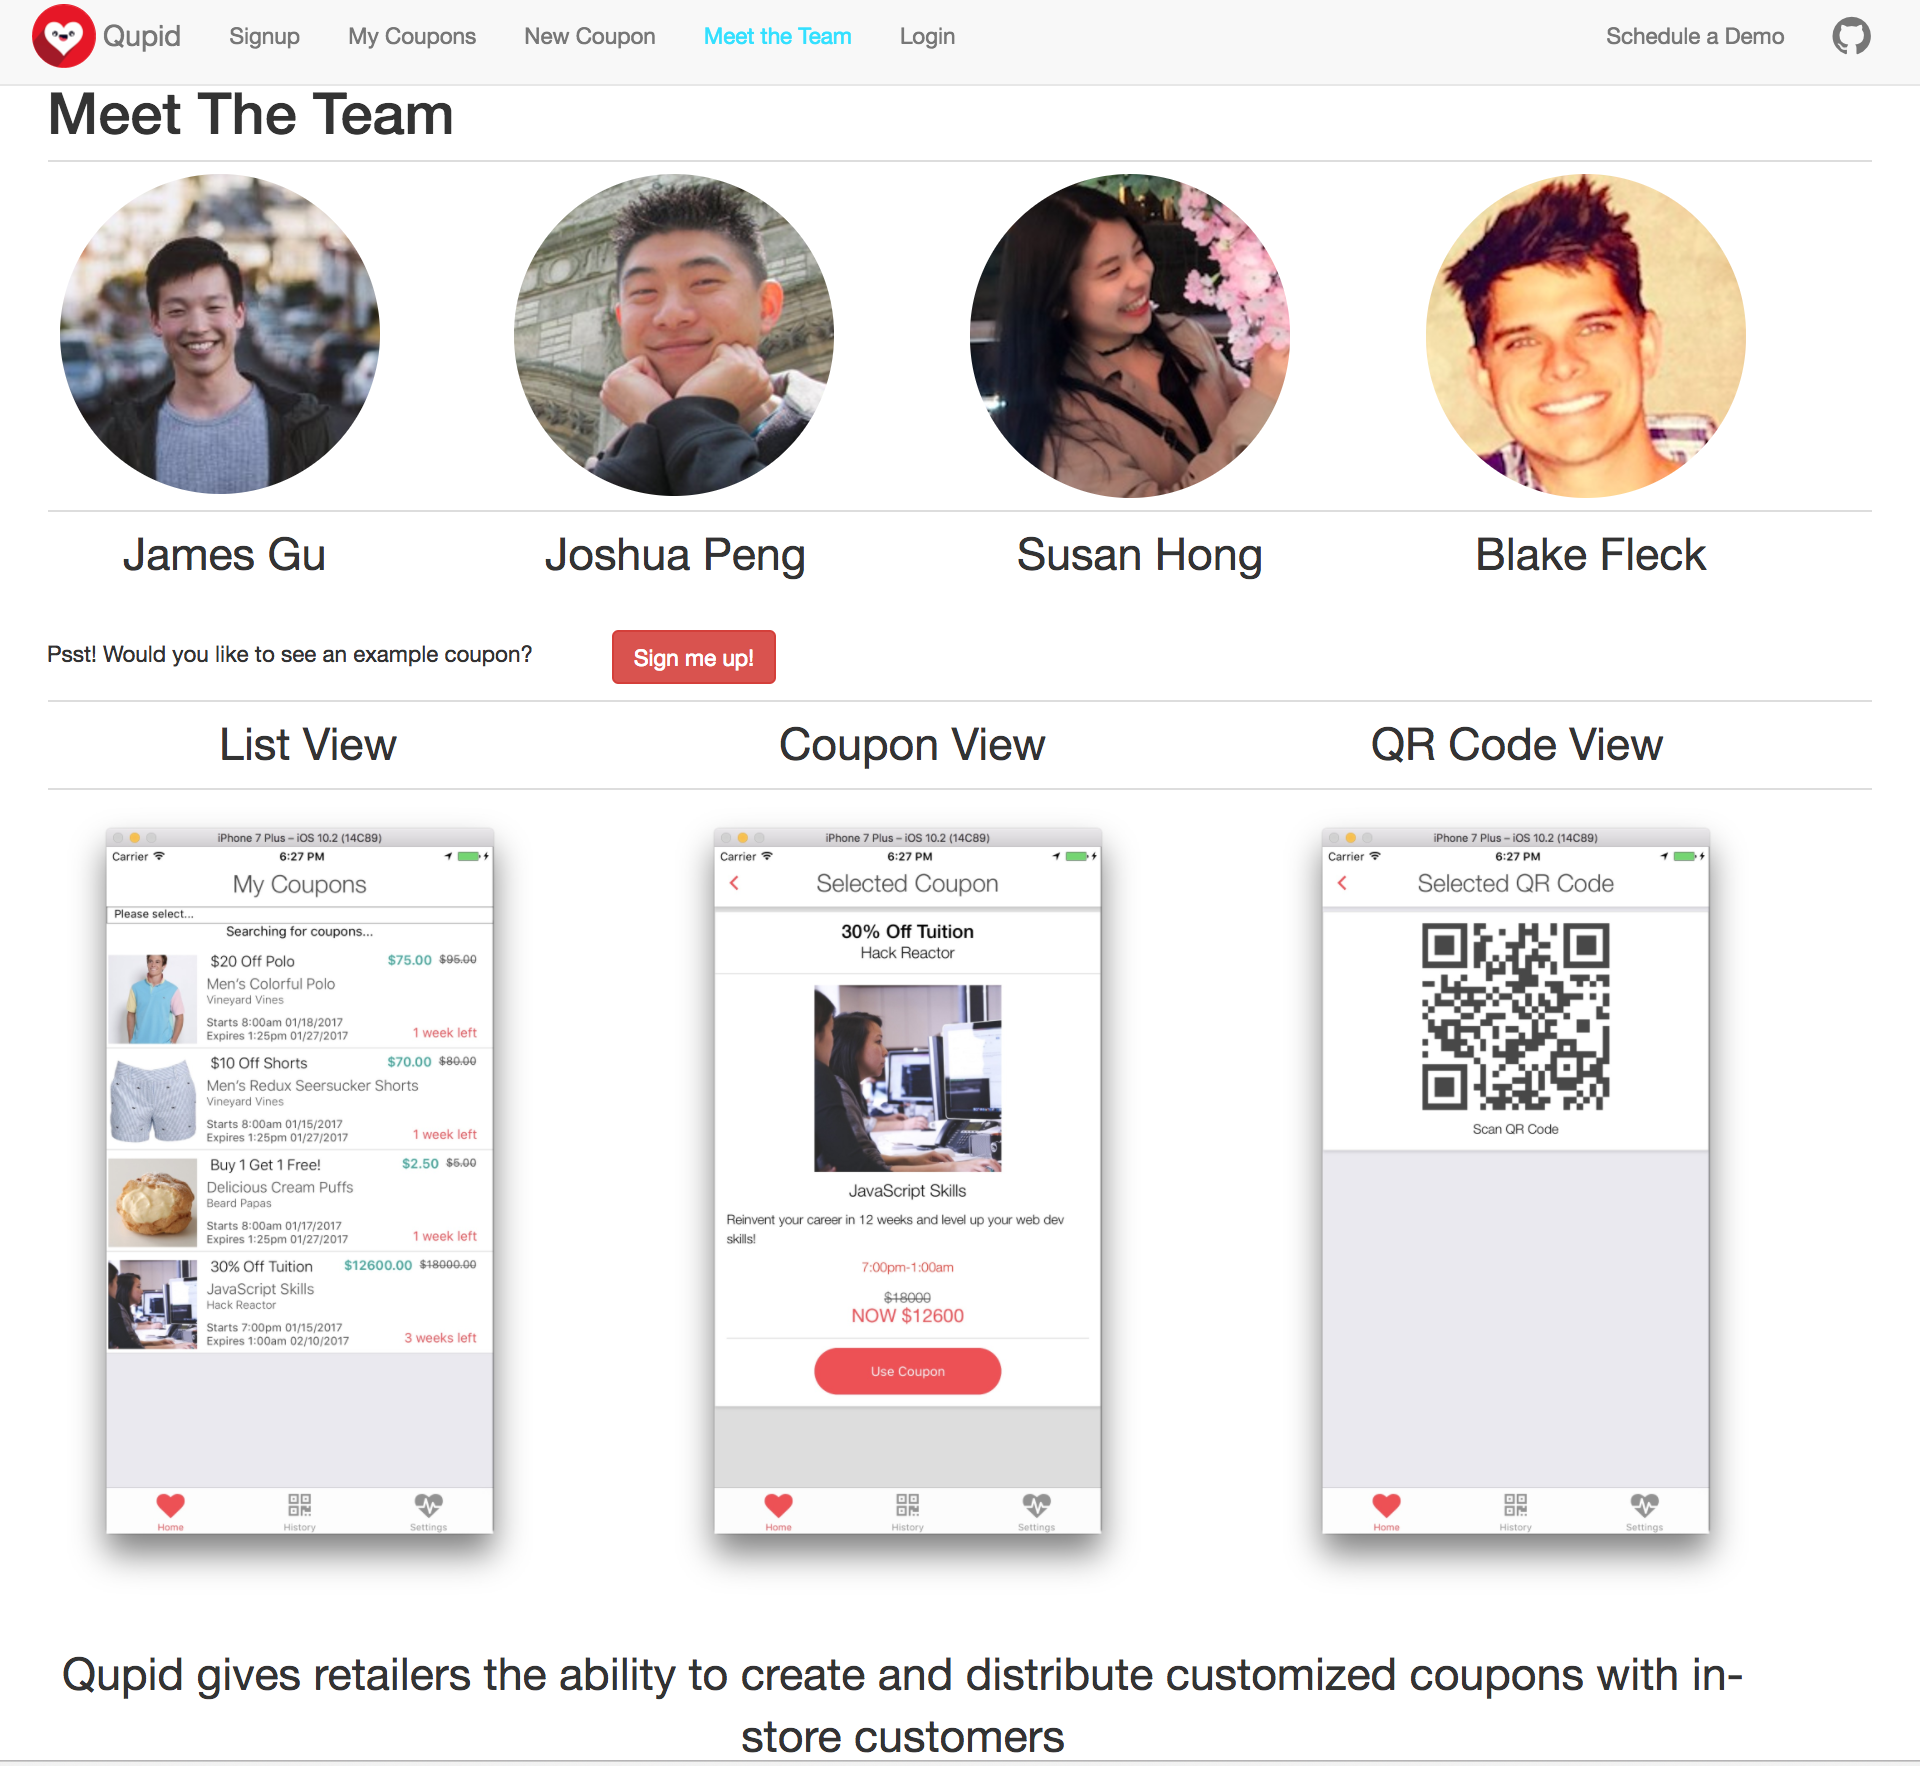 Qupid Signup My Coupons New Coupon Meet the Team Login Schedule a Demo
Meet The Team
James Gu Joshua Peng Susan Hong Blake Fleck
Psst! Would you like to see an example coupon? Sign me up!
List View Coupon View QR Code View
iPhone 7 Plus – iOS 10.2 (14C89)
Carrier 6:27 PM
My Coupons
Please select...
Searching for coupons...
$20 Off Polo $75.00 $95.00
Men's Colorful Polo
Vineyard Vines
Starts 8:00am 01/18/2017
Expires 1:25pm 01/27/2017 1 week left
$10 Off Shorts $70.00 $80.00
Men's Redux Seersucker Shorts
Vineyard Vines
Starts 8:00am 01/15/2017
Expires 1:25pm 01/27/2017 1 week left
Buy 1 Get 1 Free! $2.50 $5.00
Delicious Cream Puffs
Beard Papas
Starts 8:00am 01/17/2017
Expires 1:25pm 01/27/2017 1 week left
30% Off Tuition $12600.00 $18000.00
JavaScript Skills
Hack Reactor
Starts 7:00pm 01/15/2017
Expires 1:00am 02/10/2017 3 weeks left
Home History Settings
iPhone 7 Plus – iOS 10.2 (14C89)
Carrier 6:27 PM
Selected Coupon
30% Off Tuition
Hack Reactor
JavaScript Skills
Reinvent your career in 12 weeks and level up your web dev
skills!
7:00pm-1:00am
$18000
NOW $12600
Use Coupon
Home History Settings
iPhone 7 Plus – iOS 10.2 (14C89)
Carrier 6:27 PM
Selected QR Code
Scan QR Code
Home History Settings
Qupid gives retailers the ability to create and distribute customized coupons with in-
store customers